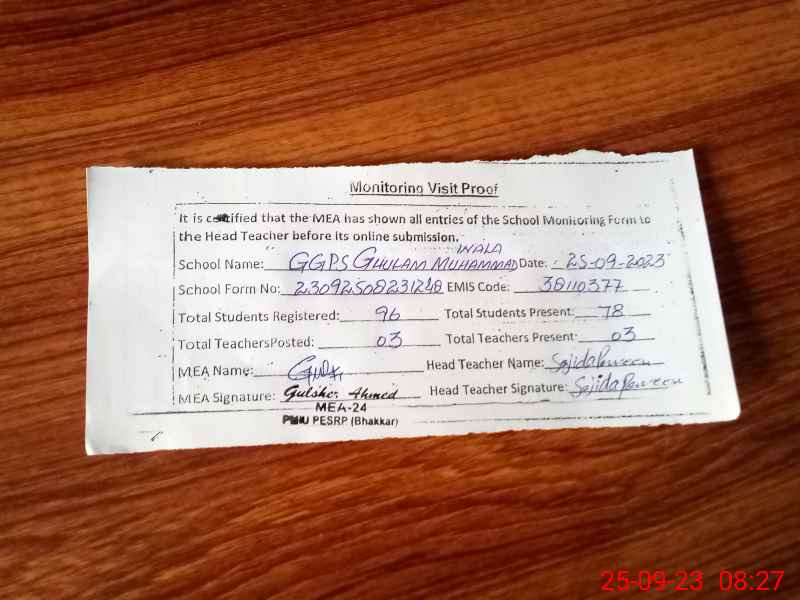 Monitoring Visit Proof
It is certified that the MEA has shown all entries of the School Monitoring Form to
the Head Teacher before its online submission.
WALA
School Name: GGPS GHULAM MUHAMMAD Date: 25-09-2023
School Form No: 23092508231248 EMIS Code: 38110377
Total Students Registered: 96 Total Students Present: 78
Total TeachersPosted: 03 Total Teachers Present: 03
MEA Name: Head Teacher Name: Sajida Parveen
MEA Signature: Gulsher Ahmed Head Teacher Signature: Sajida Parveen
MEA-24
PMIU PESRP (Bhakkar)
25-09-23 08:27